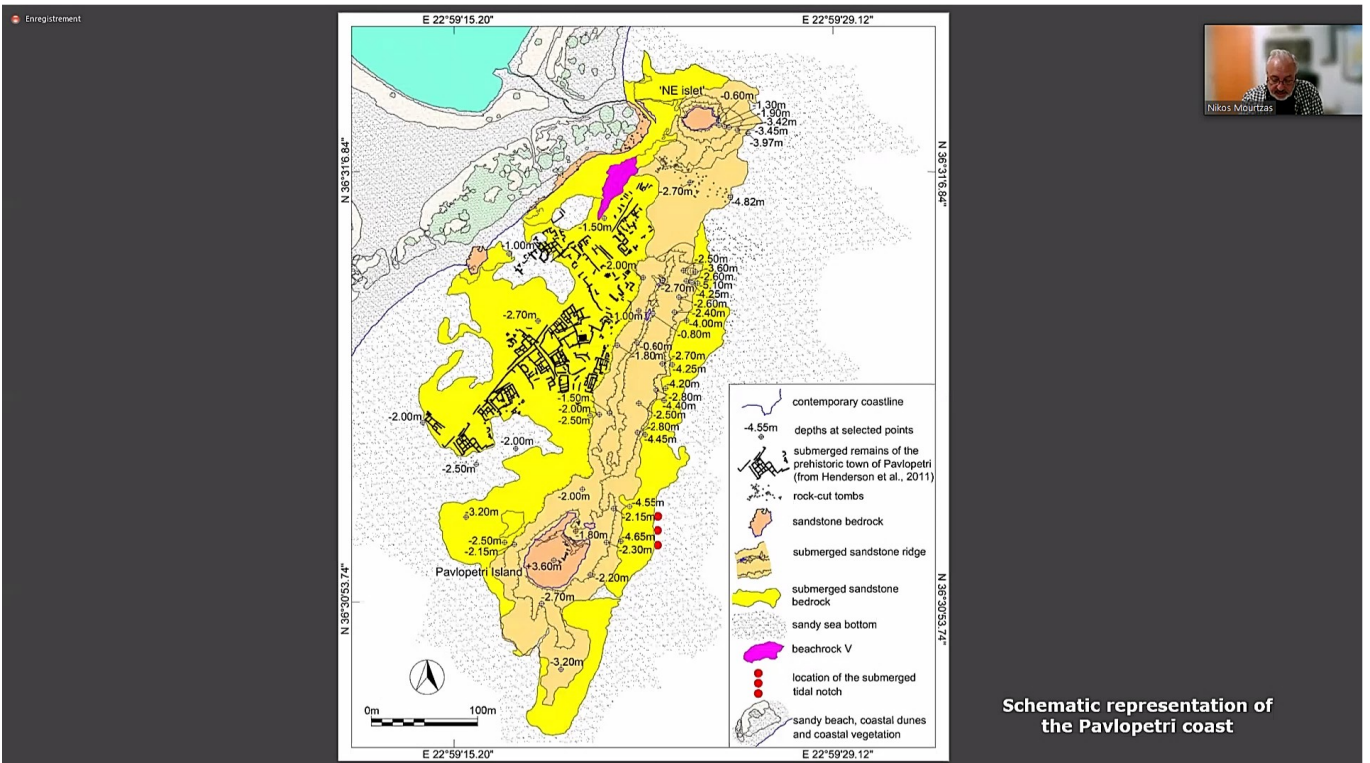 Enregistrement
E 22°59'15.20"
E 22°59'29.12"
Nikos Mourtzas
'NE islet'
-0.60m
-1.30m
-1.90m
-3.42m
-3.45m
-3.97m
N 36°31'6.84"
N 36°31'6.84"
-2.70m
-4.82m
-1.50m
-1.00m
-2.00m
-2.50m
-3.60m
-2.60m
-5.10m
-2.70m
-4.25m
-2.60m
-2.40m
-2.70m
-1.00m
-4.00m
-0.80m
-0.60m
-1.80m
-2.70m
-4.25m
-4.20m
-2.80m
-4.40m
-1.50m
-2.00m
-2.50m
-2.50m
-2.80m
-4.45m
-2.00m
-2.00m
-2.50m
-2.00m
-4.55m
-3.20m
-2.15m
-1.80m
-4.65m
-2.50m
-2.15m
-2.30m
Pavlopetri Island
+3.60m
-2.20m
-2.70m
-3.20m
N 36°30'53.74"
N 36°30'53.74"
contemporary coastline
-4.55m
depths at selected points
submerged remains of the
prehistoric town of Pavlopetri
(from Henderson et al., 2011)
rock-cut tombs
sandstone bedrock
submerged sandstone ridge
submerged sandstone
bedrock
sandy sea bottom
beachrock V
location of the submerged
tidal notch
sandy beach, coastal dunes
and coastal vegetation
0m
100m
E 22°59'15.20"
E 22°59'29.12"
Schematic representation of
the Pavlopetri coast